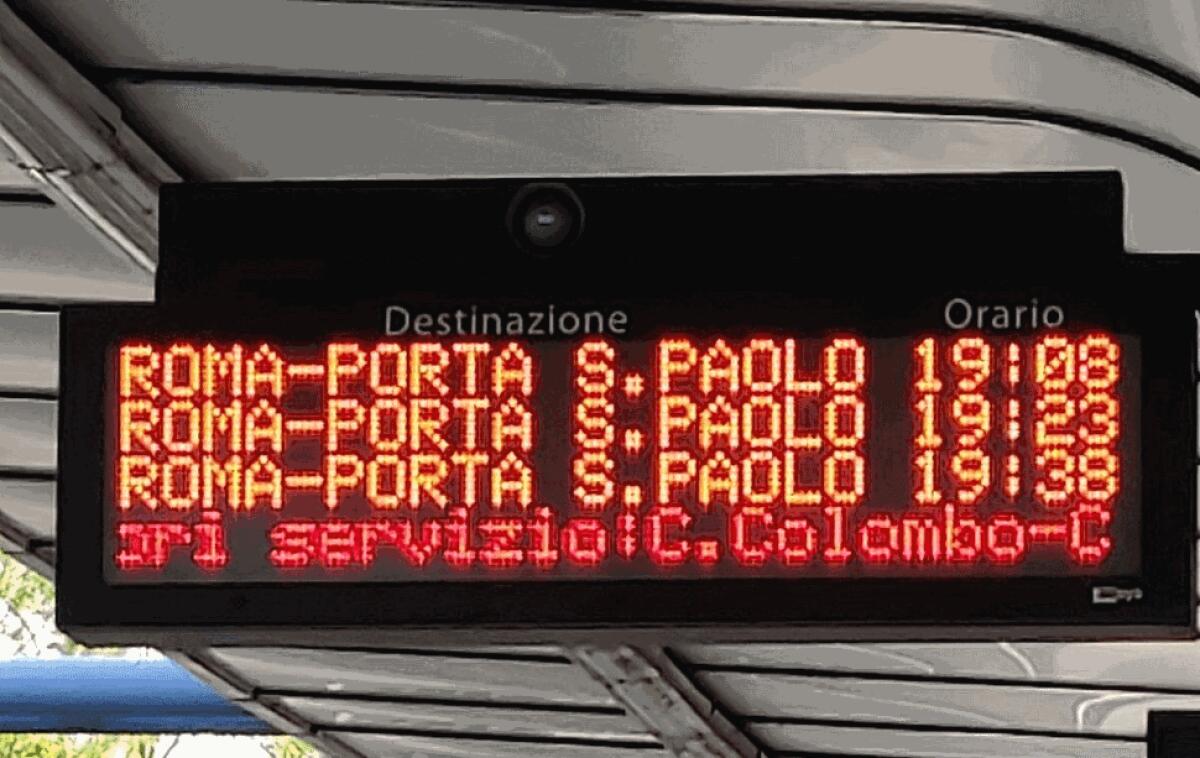 Destinazione Orario
ROMA-PORTA S.PAOLO 19:08
ROMA-PORTA S.PAOLO 19:23
ROMA-PORTA S.PAOLO 19:38
ri servizio:C.Colombo-C